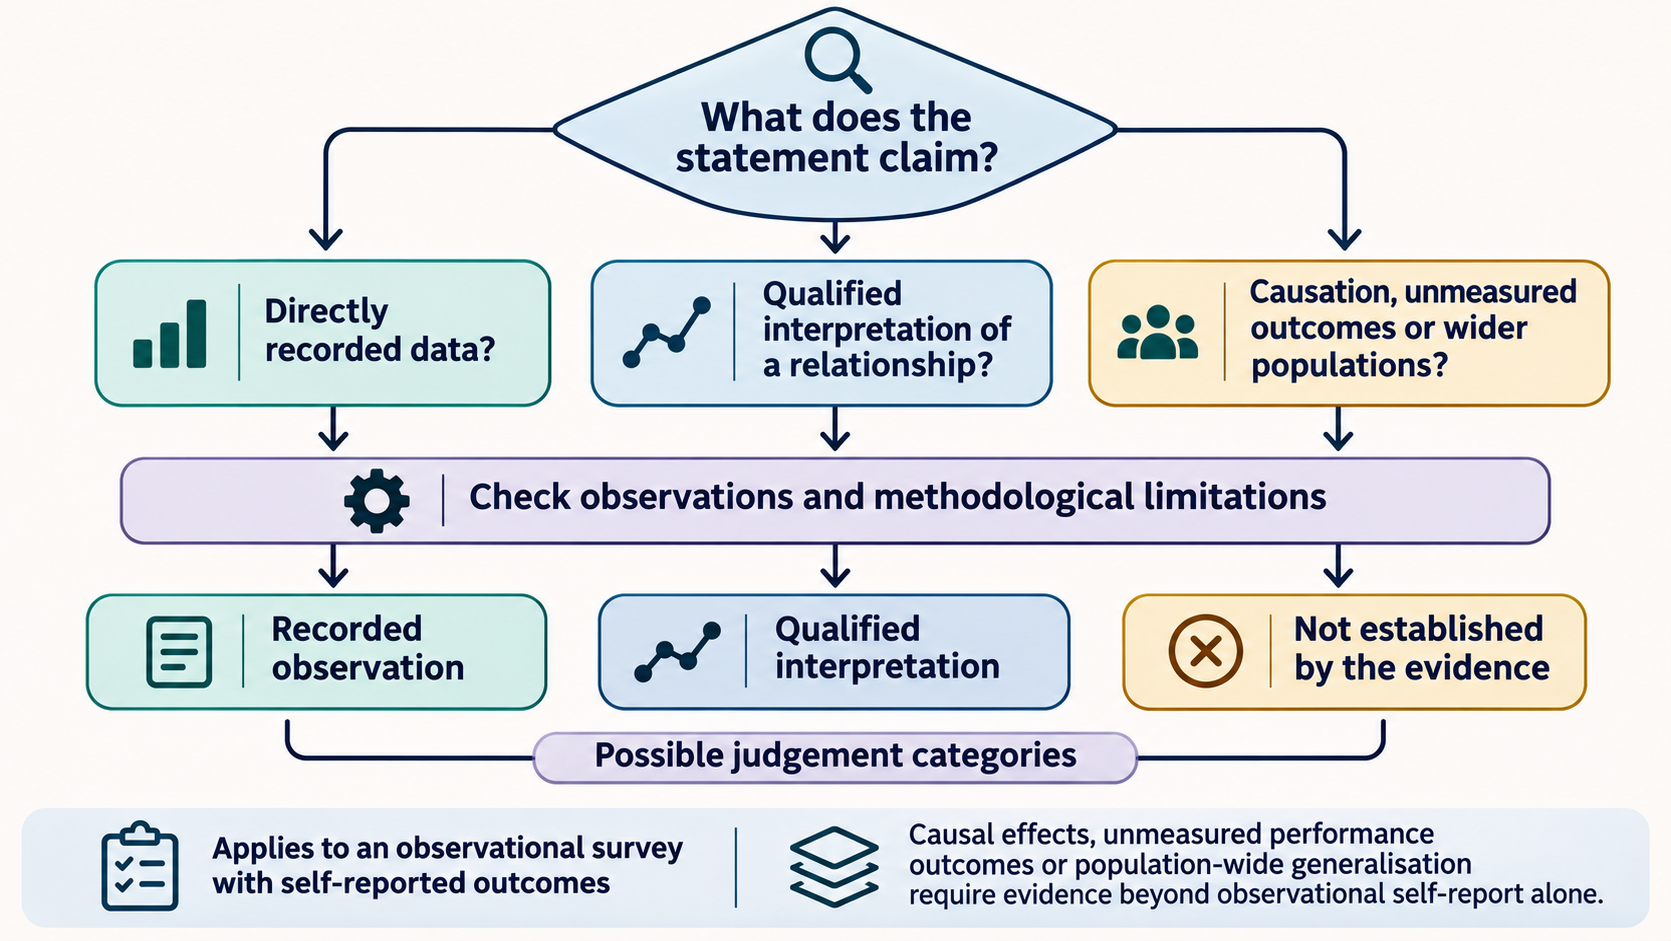 What does the
statement claim?
Directly
recorded data?
Qualified
interpretation of
a relationship?
Causation, unmeasured
outcomes or wider
populations?
Check observations and methodological limitations
Recorded
observation
Qualified
interpretation
Not established
by the evidence
Possible judgement categories
Applies to an observational survey
with self-reported outcomes
Causal effects, unmeasured performance
outcomes or population-wide generalisation
require evidence beyond observational self-report alone.